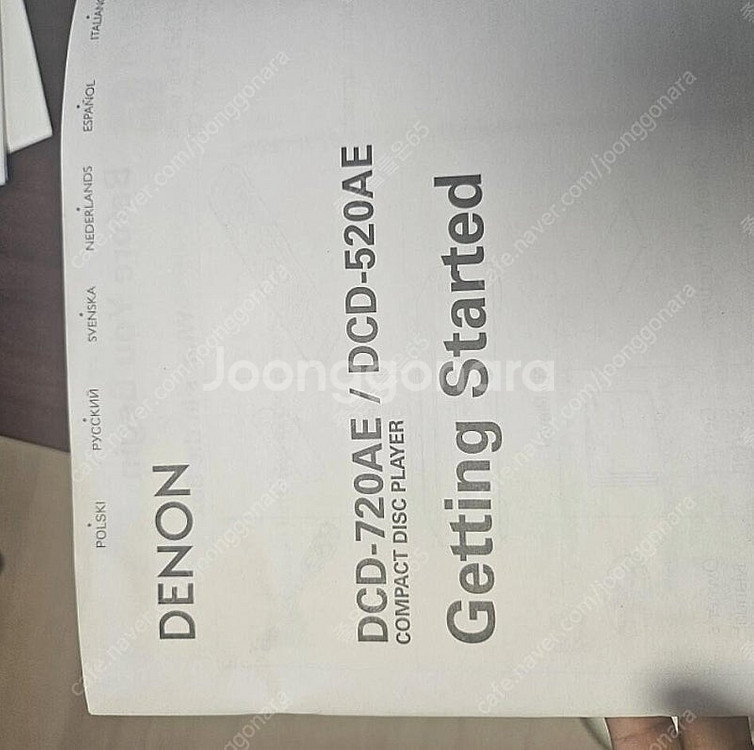 POLSKI
РУССКИЙ
SVENSKA
NEDERLANDS
ESPAÑOL
DENON
DCD-720AE / DCD-520AE
COMPACT DISC PLAYER
Getting Started
Joonggonara
cafe.naver.com/joonggonara